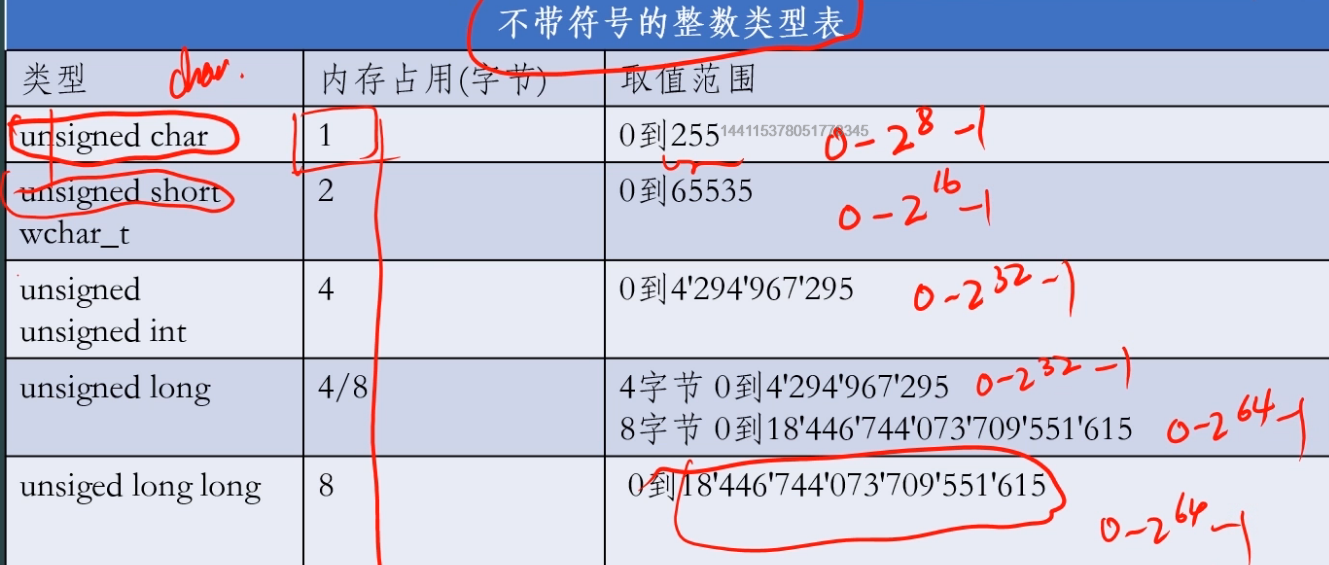 不带符号的整数类型表
类型 char. 内存占用(字节) 取值范围
unsigned char 1 0到255 144115378051773345 0-2^8-1
unsigned short 2 0到65535 0-2^16-1
wchar_t
unsigned 4 0到4'294'967'295 0-2^32-1
unsigned int
unsigned long 4/8 4字节 0到4'294'967'295 0-2^32-1
8字节 0到18'446'744'073'709'551'615 0-2^64-1
unsiged long long 8 0到18'446'744'073'709'551'615
0-2^64-1